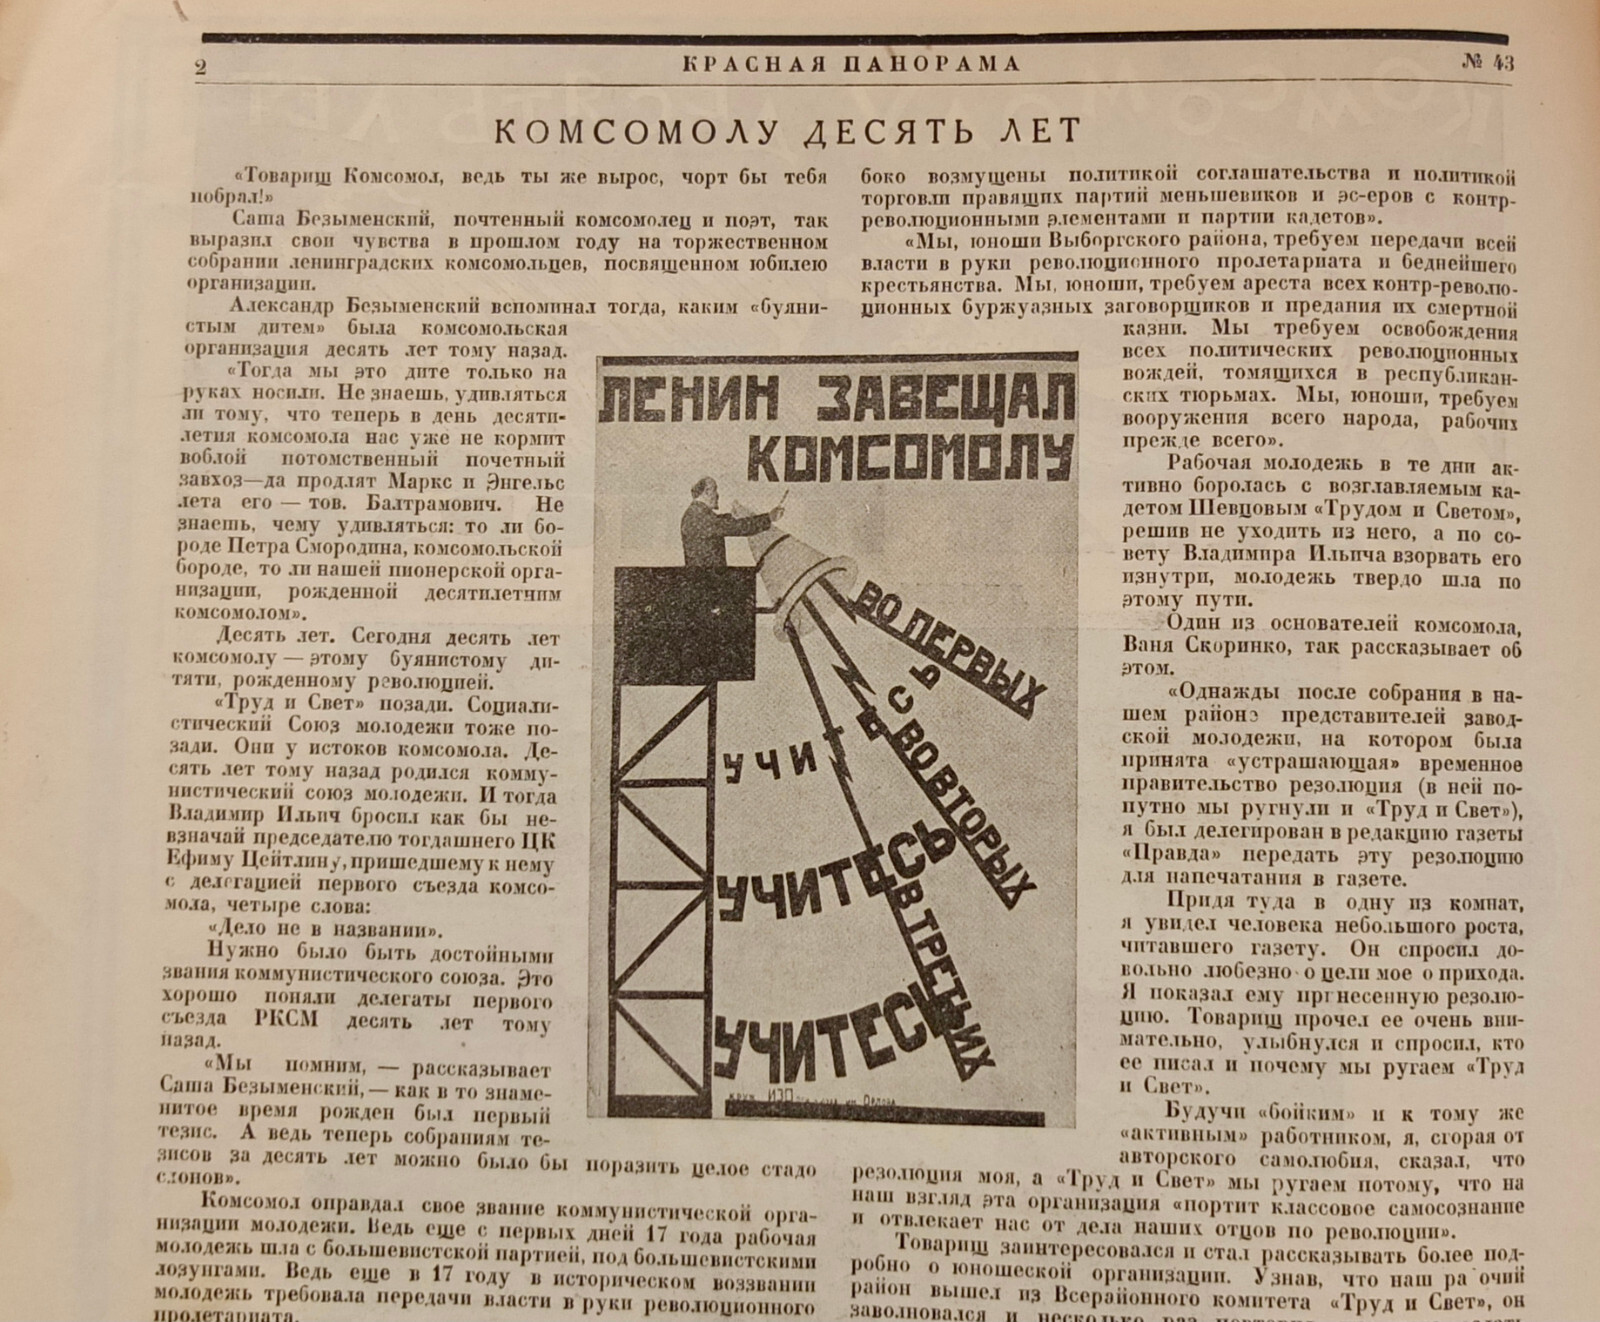 2
КРАСНАЯ ПАНОРАМА
№ 43
КОМСОМОЛУ ДЕСЯТЬ ЛЕТ
«Товарищ Комсомол, ведь ты же вырос, чорт бы тебя
побрал!»
Саша Безыменский, почтенный комсомолец и поэт, так
выразил свои чувства в прошлом году на торжественном
собрании ленинградских комсомольцев, посвященном юбилею
организации.
Александр Безыменский вспоминал тогда, каким «буяни-
стым дитем» была комсомольская
организация десять лет тому назад.
«Тогда мы это дите только на
руках носили. Не знаешь, удивляться
ли тому, что теперь в день десяти-
летия комсомола нас уже не кормит
воблой потомственный почетный
завхоз—да продлят Маркс и Энгельс
лета его — тов. Балтрамович. Не
знаешь, чему удивляться: то ли бо-
роде Петра Смородина, комсомольской
бороде, то ли нашей пионерской орга-
низации, рожденной десятилетним
комсомолом».
Десять лет. Сегодня десять лет
комсомолу — этому буянистому ди-
тяти, рожденному революцией.
«Труд и Свет» позади. Социали-
стический Союз молодежи тоже по-
зади. Они у истоков комсомола. Де-
сять лет тому назад родился комму-
нистический союз молодежи. И тогда
Владимир Ильич бросил как бы не-
взначай председателю тогдашнего ЦК
Ефиму Цейтлину, пришедшему к нему
с делегацией первого съезда комсо-
мола, четыре слова:
«Дело не в названии».
Нужно было быть достойными
звания коммунистического союза. Это
хорошо поняли делегаты первого
съезда РКСМ десять лет тому
назад.
«Мы помним, — рассказывает
Саша Безыменский, — как в то знаме-
нитое время рожден был первый
тезис. А ведь теперь собраниям те-
зисов за десять лет можно было бы поразить целое стадо
слонов».
Комсомол оправдал свое звание коммунистической орга-
низации молодежи. Ведь еще с первых дней 17 года рабочая
молодежь шла с большевистской партией, под большевистскими
лозунгами. Ведь еще в 17 году в историческом воззвании
молодежь требовала передачи власти в руки революционного
пролетариата.
ЛЕНИН ЗАВЕЩАЛ
КОМСОМОЛУ
ВО ПЕРВЫХ
УЧИТЕСЬ
ВО ВТОРЫХ
УЧИТЕСЬ
В ТРЕТЬИХ
УЧИТЕСЬ
ИЗО
боко возмущены политикой соглашательства и политикой
торговли правящих партий меньшевиков и эс-еров с контр-
революционными элементами и партии кадетов».
«Мы, юноши Выборгского района, требуем передачи всей
власти в руки революционного пролетариата и беднейшего
крестьянства. Мы, юноши, требуем ареста всех контр-револю-
ционных буржуазных заговорщиков и предания их смертной
казни. Мы требуем освобождения
всех политических революционных
вождей, томящихся в республикан-
ских тюрьмах. Мы, юноши, требуем
вооружения всего народа, рабочих
прежде всего».
Рабочая молодежь в те дни ак-
тивно боролась с возглавляемым ка-
детом Шевцовым «Трудом и Светом»,
решив не уходить из него, а по со-
вету Владимира Ильича взорвать его
изнутри, молодежь твердо шла по
этому пути.
Один из основателей комсомола,
Ваня Скоринко, так рассказывает об
этом.
«Однажды после собрания в на-
шем районе представителей завод-
ской молодежи, на котором была
принята «устрашающая» временное
правительство резолюция (в ней по-
путно мы ругнули и «Труд и Свет»),
я был делегирован в редакцию газеты
«Правда» передать эту резолюцию
для напечатания в газете.
Придя туда в одну из комнат,
я увидел человека небольшого роста,
читавшего газету. Он спросил до-
вольно любезно о цели мое о прихода.
Я показал ему принесенную резолю-
цию. Товарищ прочел ее очень вни-
мательно, улыбнулся и спросил, кто
ее писал и почему мы ругаем «Труд
и Свет».
Будучи «бойким» и к тому же
«активным» работником, я, сгорая от
авторского самолюбия, сказал, что
резолюция моя, а «Труд и Свет» мы ругаем потому, что на
наш взгляд эта организация «портит классовое самосознание
и отвлекает нас от дела наших отцов по революции».
Товарищ заинтересовался и стал рассказывать более под-
робно о юношеской организации. Узнав, что наш ра очий
район вышел из Всерайонного комитета «Труд и Свет», он
заволновался и несколько раз